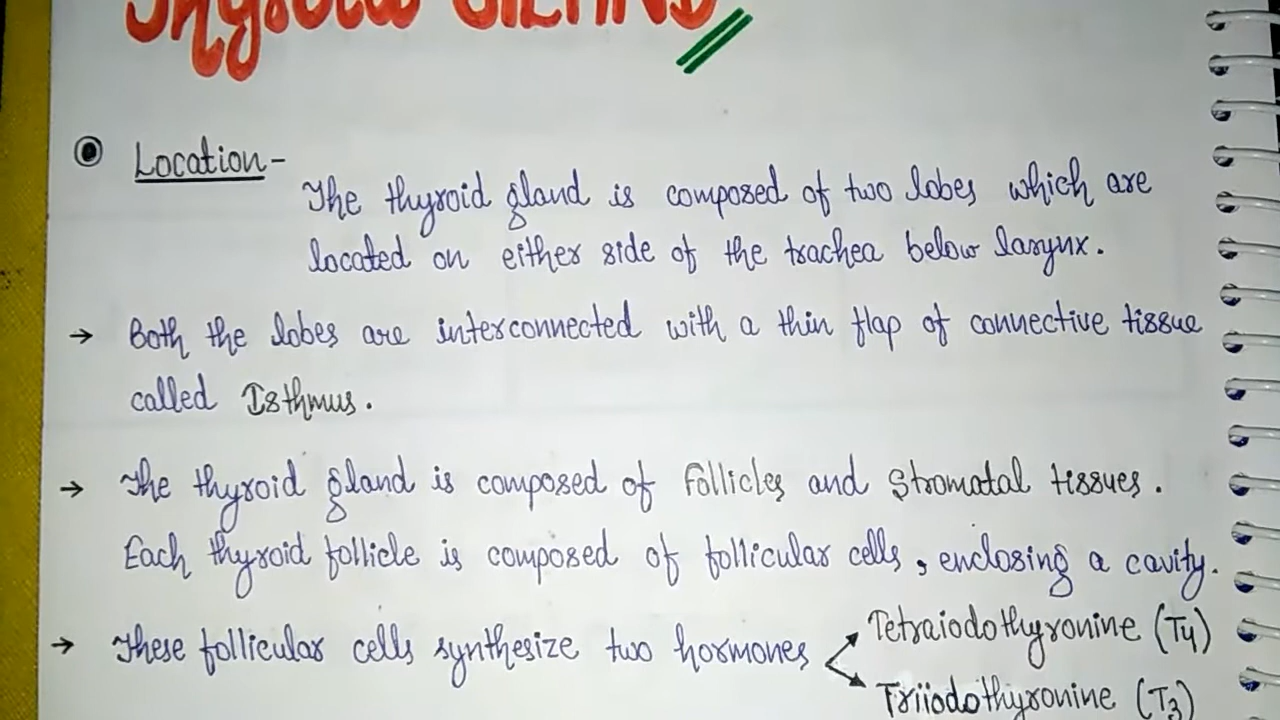 Thyroid GLAND
Location-
The thyroid gland is composed of two lobes which are
located on either side of the trachea below larynx.
→ Both the lobes are interconnected with a thin flap of connective tissue
called Isthmus.
→ The thyroid gland is composed of Follicles and Stromatal tissues.
Each thyroid follicle is composed of follicular cells, enclosing a cavity.
→ These follicular cells synthesize two hormones
Tetraiodothyronine (T4)
Triiodothyronine (T3)